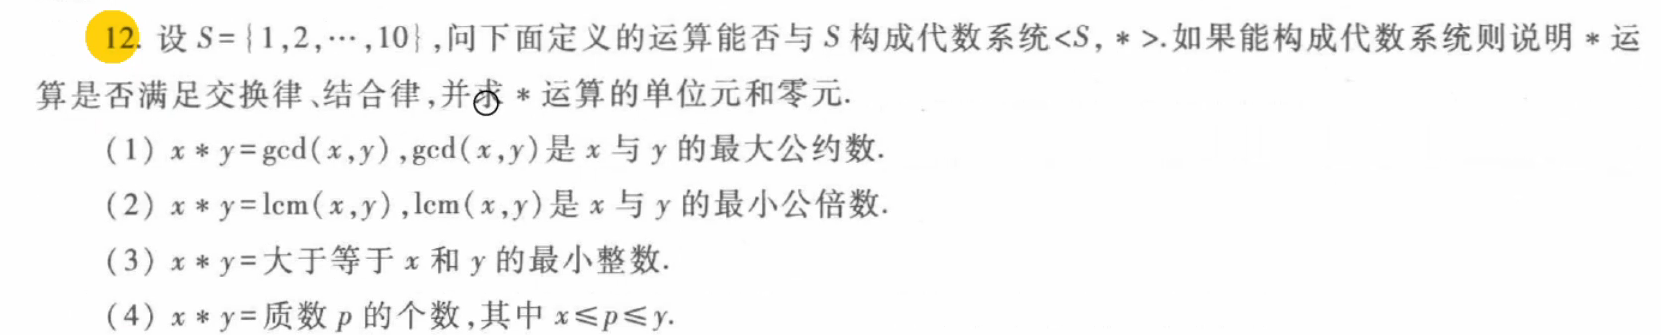 12. 设 S={1,2,…,10},问下面定义的运算能否与 S 构成代数系统<S, * >.如果能构成代数系统则说明 * 运
算是否满足交换律、结合律,并求 * 运算的单位元和零元.
(1) x * y=gcd(x,y),gcd(x,y)是 x 与 y 的最大公约数.
(2) x * y=lcm(x,y),lcm(x,y)是 x 与 y 的最小公倍数.
(3) x * y=大于等于 x 和 y 的最小整数.
(4) x * y=质数 p 的个数,其中 x≤p≤y.